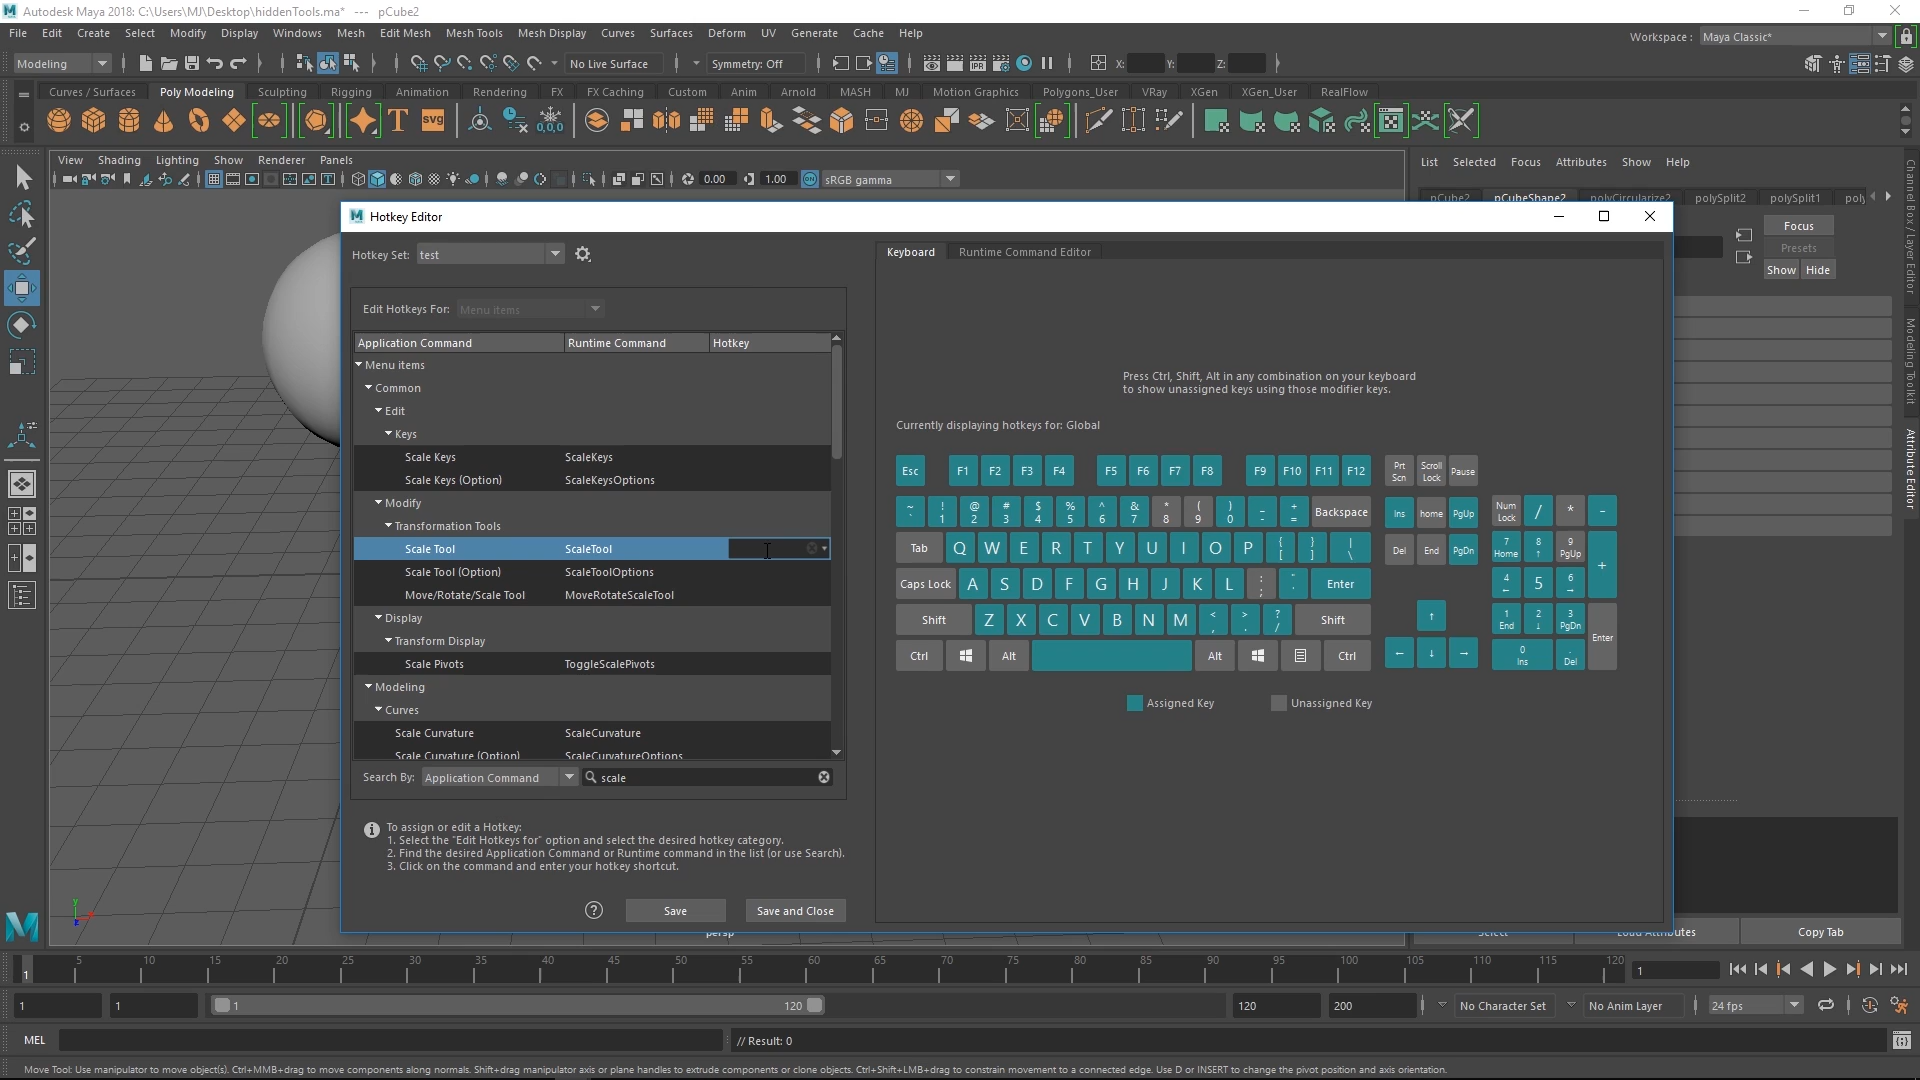 Autodesk Maya 2018: C:\Users\MJ\Desktop\hiddenTools.ma* --- pCube2
File Edit Create Select Modify Display Windows Mesh Edit Mesh Mesh Tools Mesh Display Curves Surfaces Deform UV Generate Cache Help
Workspace : Maya Classic*
Modeling No Live Surface Symmetry: Off X: Y: Z:
Curves / Surfaces Poly Modeling Sculpting Rigging Animation Rendering FX FX Caching Custom Anim Arnold MASH MJ Motion Graphics Polygons_User VRay XGen XGen_User RealFlow
T SVG 0,0,0
View Shading Lighting Show Renderer Panels
0.00 1.00 ON sRGB gamma
List Selected Focus Attributes Show Help
pCube2 pCubeShape2 polyCircularize2 polySplit2 polySplit1
Focus
Presets
Show Hide
Channel Box / Layer Editor
Modeling Toolkit
Attribute Editor
Hotkey Editor
Hotkey Set: test
Edit Hotkeys For: Menu items
Application Command Runtime Command Hotkey
Menu items
Common
Edit
Keys
Scale Keys ScaleKeys
Scale Keys (Option) ScaleKeysOptions
Modify
Transformation Tools
Scale Tool ScaleTool
Scale Tool (Option) ScaleToolOptions
Move/Rotate/Scale Tool MoveRotateScaleTool
Display
Transform Display
Scale Pivots ToggleScalePivots
Modeling
Curves
Scale Curvature ScaleCurvature
Scale Curvature (Option) ScaleCurvatureOptions
Search By: Application Command scale
To assign or edit a Hotkey:
1. Select the "Edit Hotkeys for" option and select the desired hotkey category.
2. Find the desired Application Command or Runtime command in the list (or use Search).
3. Click on the command and enter your hotkey shortcut.
? Save Save and Close
Keyboard Runtime Command Editor
Press Ctrl, Shift, Alt in any combination on your keyboard
to show unassigned keys using those modifier keys.
Currently displaying hotkeys for: Global
Esc F1 F2 F3 F4 F5 F6 F7 F8 F9 F10 F11 F12 Prt Scn Scroll Lock Pause
~ ` ! 1 @ 2 # 3 $ 4 % 5 ^ 6 & 7 * 8 ( 9 ) 0 _ - + = Backspace Ins home PgUp Num Lock / * -
Tab Q W E R T Y U I O P { [ } ] | \ Del End PgDn 7 Home 8 ↑ 9 PgUp +
Caps Lock A S D F G H J K L : ; " ' Enter 4 ← 5 6 →
Shift Z X C V B N M < , > . ? / Shift ↑ 1 End 2 ↓ 3 PgDn Enter
Ctrl Alt Alt Ctrl ← ↓ → 0 Ins . Del
Assigned Key Unassigned Key
persp
Select Load Attributes Copy Tab
1 5 10 15 20 25 30 35 40 45 50 55 60 65 70 75 80 85 90 95 100 105 110 115 120 1
1 1 1 120 120 200 No Character Set No Anim Layer 24 fps
MEL // Result: 0
Move Tool: Use manipulator to move object(s). Ctrl+MMB+drag to move components along normals. Shift+drag manipulator axis or plane handles to extrude components or clone objects. Ctrl+Shift+LMB+drag to constrain movement to a connected edge. Use D or INSERT to change the pivot position and axis orientation.